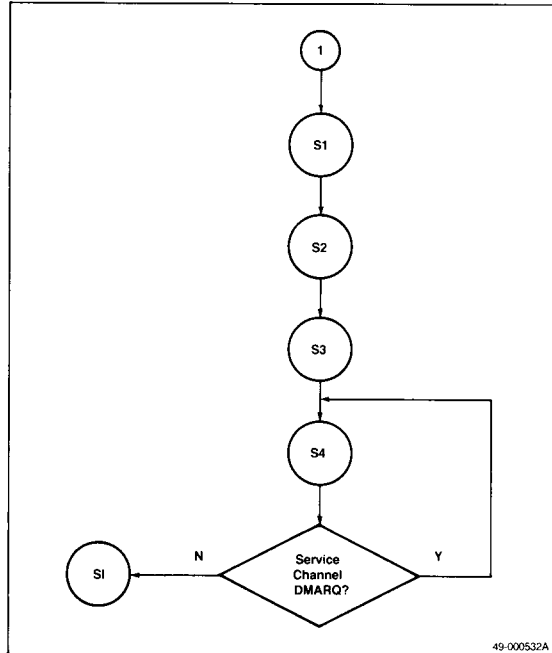 1
S1
S2
S3
S4
N
Service
Channel
DMARQ?
Y
SI
49-000532A